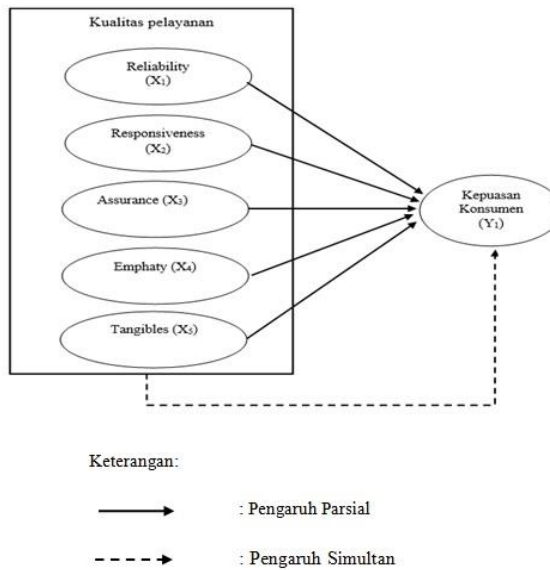 Kualitas pelayanan
Reliability
(X₁)
Responsiveness
(X₂)
Assurance (X₃)
Emphaty (X₄)
Tangibles (X₅)
Kepuasan
Konsumen
(Y₁)
Keterangan:
: Pengaruh Parsial
: Pengaruh Simultan